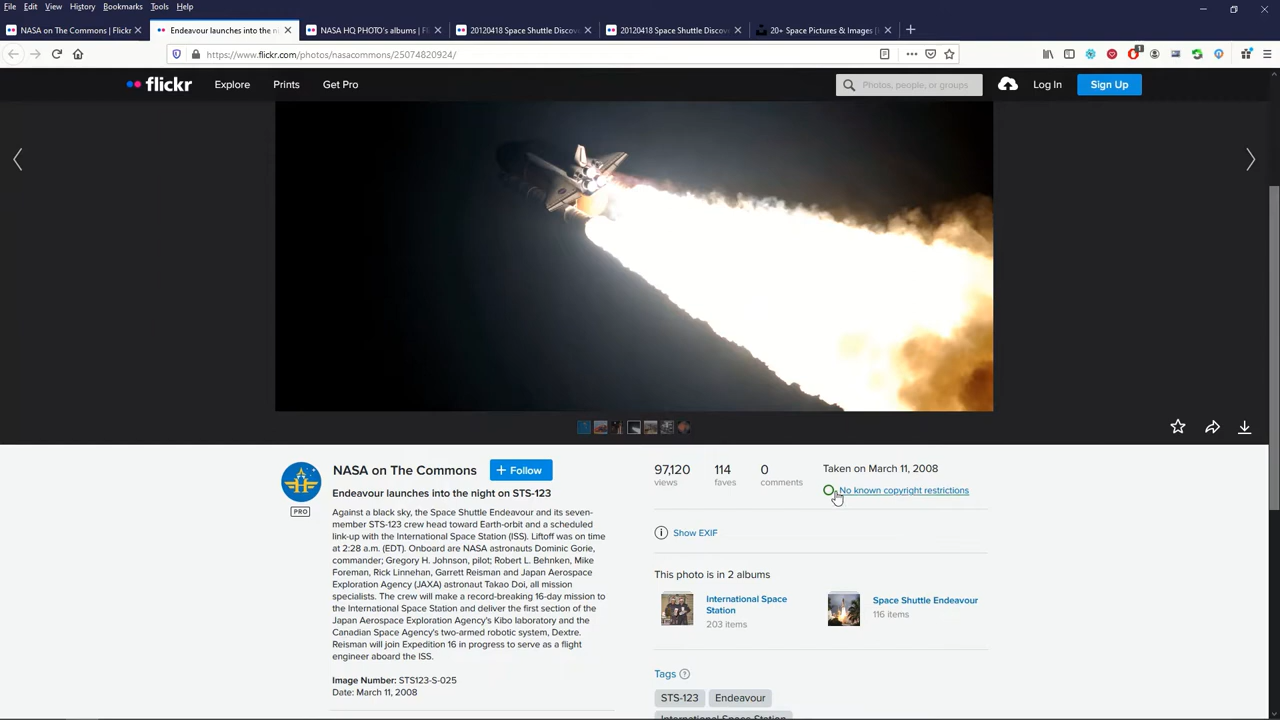 File Edit View History Bookmarks Tools Help
NASA on The Commons | Flickr
Endeavour launches into the n
NASA HQ PHOTO's albums | F
20120418 Space Shuttle Discov
20120418 Space Shuttle Discov
20+ Space Pictures & Images [
https://www.flickr.com/photos/nasacommons/25074820924/
1
flickr
Explore
Prints
Get Pro
Photos, people, or groups
Log In
Sign Up
NASA on The Commons
+ Follow
PRO
Endeavour launches into the night on STS-123
Against a black sky, the Space Shuttle Endeavour and its seven-
member STS-123 crew head toward Earth-orbit and a scheduled
link-up with the International Space Station (ISS). Liftoff was on time
at 2:28 a.m. (EDT). Onboard are NASA astronauts Dominic Gorie,
commander; Gregory H. Johnson, pilot; Robert L. Behnken, Mike
Foreman, Rick Linnehan, Garrett Reisman and Japan Aerospace
Exploration Agency (JAXA) astronaut Takao Doi, all mission
specialists. The crew will make a record-breaking 16-day mission to
the International Space Station and deliver the first section of the
Japan Aerospace Exploration Agency's Kibo laboratory and the
Canadian Space Agency's two-armed robotic system, Dextre.
Reisman will join Expedition 16 in progress to serve as a flight
engineer aboard the ISS.
Image Number: STS123-S-025
Date: March 11, 2008
97,120
views
114
faves
0
comments
Taken on March 11, 2008
No known copyright restrictions
Show EXIF
This photo is in 2 albums
International Space
Station
203 items
Space Shuttle Endeavour
116 items
Tags
STS-123
Endeavour
International Space Station